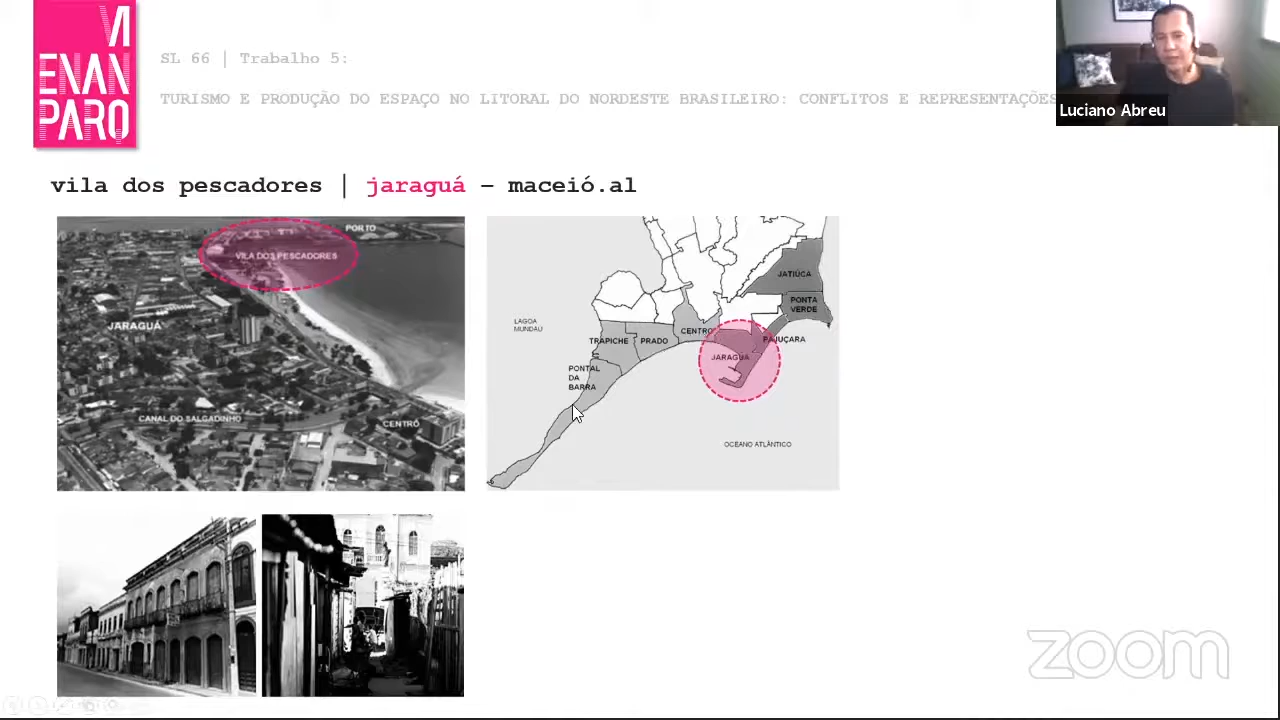 VI
ENAN
PARQ
SL 66 | Trabalho 5:
TURISMO E PRODUÇÃO DO ESPAÇO NO LITORAL DO NORDESTE BRASILEIRO: CONFLITOS E REPRESENTAÇÕES
Luciano Abreu
vila dos pescadores | jaraguá – maceió.al
PORTO
VILA DOS PESCADORES
JARAGUÁ
CANAL DO SALGADINHO
CENTRO
JATIÚCA
PONTA
VERDE
LAGOA
MUNDAÚ
CENTRO
TRAPICHE
PRADO
PAJUÇARA
JARAGUÁ
PONTAL
DA
BARRA
OCEANO ATLÂNTICO
zoom